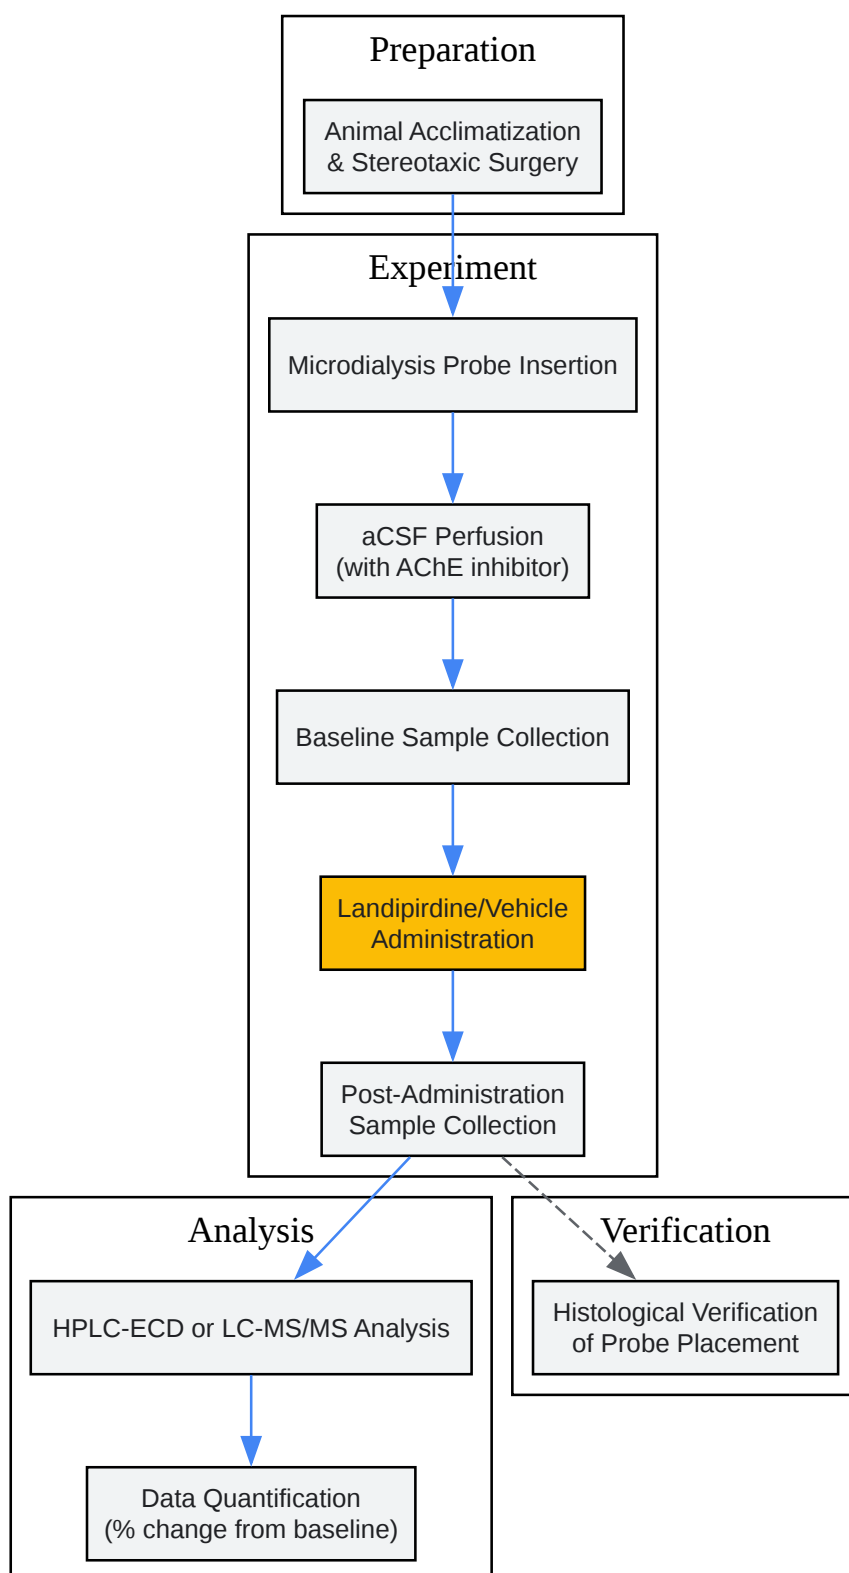 Preparation
Animal Acclimatization
& Stereotaxic Surgery
Experiment
Microdialysis Probe Insertion
aCSF Perfusion
(with AChE inhibitor)
Baseline Sample Collection
Landipirdine/Vehicle
Administration
Post-Administration
Sample Collection
Analysis
HPLC-ECD or LC-MS/MS Analysis
Data Quantification
(% change from baseline)
Verification
Histological Verification
of Probe Placement